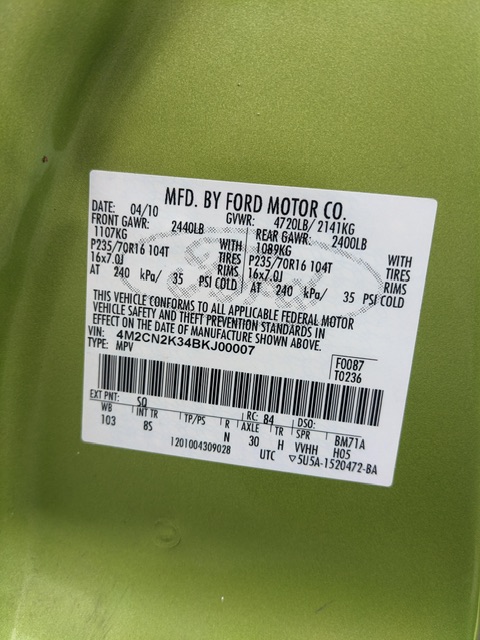 MFD. BY FORD MOTOR CO.
DATE: 04/10 GVWR: 4720LB/ 2141KG
FRONT GAWR: 2440LB REAR GAWR: 2400LB
1107KG WITH 1089KG WITH
P235/70R16 104T TIRES P235/70R16 104T TIRES
16x7.0J RIMS 16x7.0J RIMS
AT 240 kPa/ 35 PSI COLD AT 240 kPa/ 35 PSI COLD
THIS VEHICLE CONFORMS TO ALL APPLICABLE FEDERAL MOTOR
VEHICLE SAFETY AND THEFT PREVENTION STANDARDS IN
EFFECT ON THE DATE OF MANUFACTURE SHOWN ABOVE.
VIN: 4M2CN2K34BKJ00007
TYPE: MPV
F0087
T0236
EXT PNT: SQ RC: 84 DSO:
WB INT TR TP/PS R AXLE TR SPR BM71A
103 8S N 30 H VVHH H05
1201004309028 UTC ▽5U5A-1520472-BA
Ford